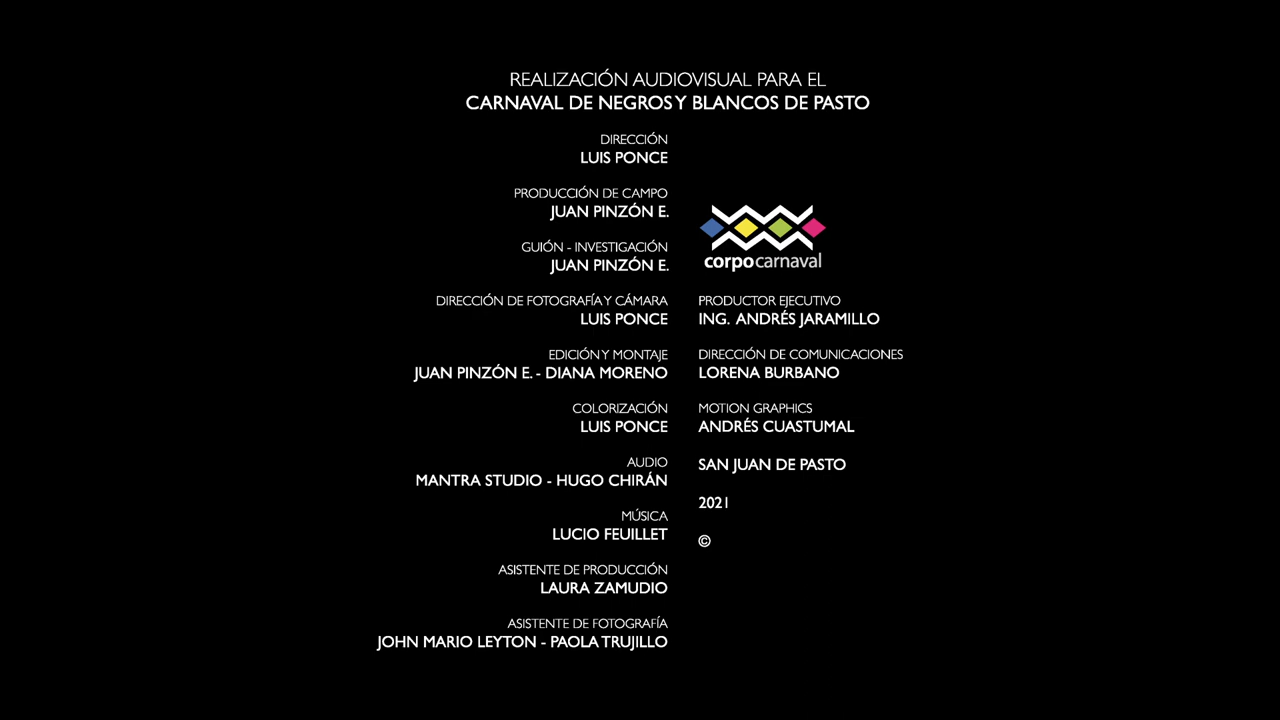 REALIZACIÓN AUDIOVISUAL PARA EL
CARNAVAL DE NEGROS Y BLANCOS DE PASTO
DIRECCIÓN
LUIS PONCE
PRODUCCIÓN DE CAMPO
JUAN PINZÓN E.
GUIÓN - INVESTIGACIÓN
JUAN PINZÓN E.
DIRECCIÓN DE FOTOGRAFÍA Y CÁMARA
LUIS PONCE
EDICIÓN Y MONTAJE
JUAN PINZÓN E. - DIANA MORENO
COLORIZACIÓN
LUIS PONCE
AUDIO
MANTRA STUDIO - HUGO CHIRÁN
MÚSICA
LUCIO FEUILLET
ASISTENTE DE PRODUCCIÓN
LAURA ZAMUDIO
ASISTENTE DE FOTOGRAFÍA
JOHN MARIO LEYTON - PAOLA TRUJILLO
corpocarnaval
PRODUCTOR EJECUTIVO
ING. ANDRÉS JARAMILLO
DIRECCIÓN DE COMUNICACIONES
LORENA BURBANO
MOTION GRAPHICS
ANDRÉS CUASTUMAL
SAN JUAN DE PASTO
2021
©